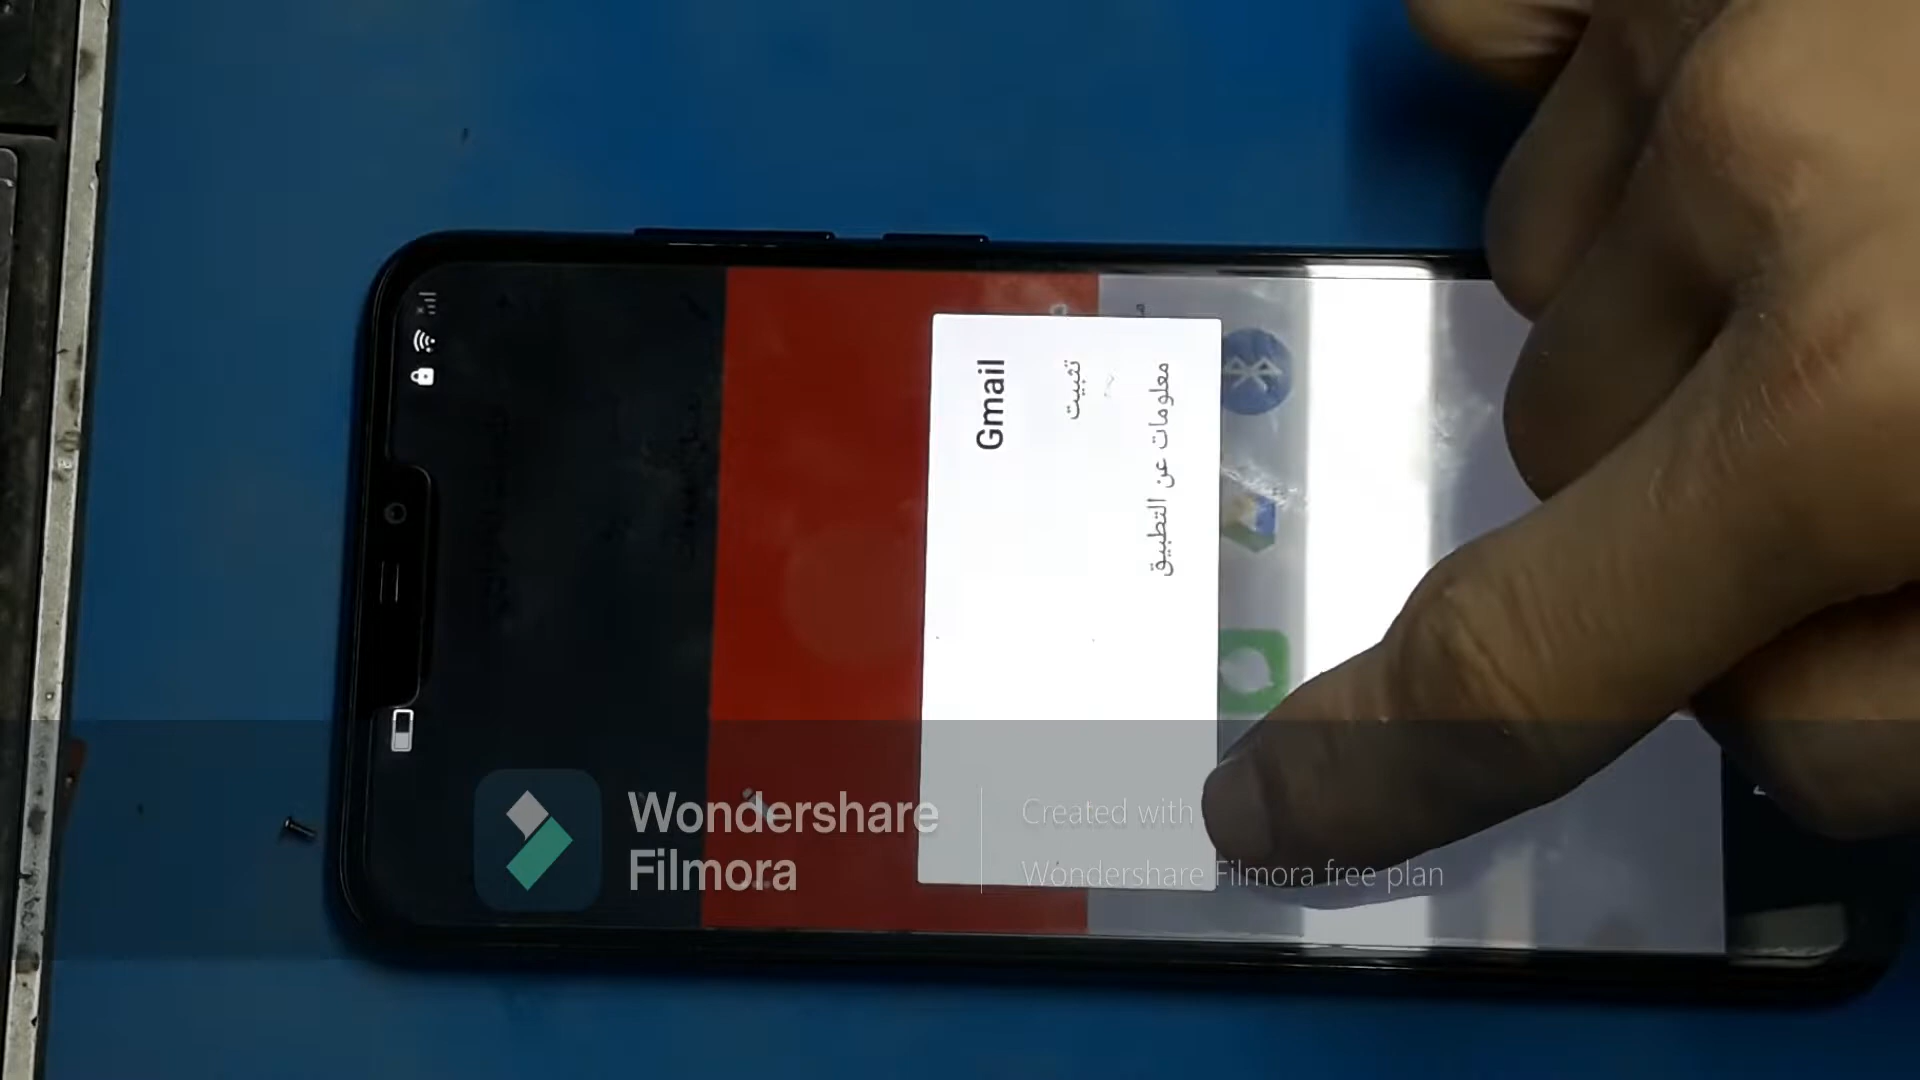 Gmail
تثبيت
معلومات عن التطبيق
Wondershare
Filmora
Created with
Wondershare Filmora free plan